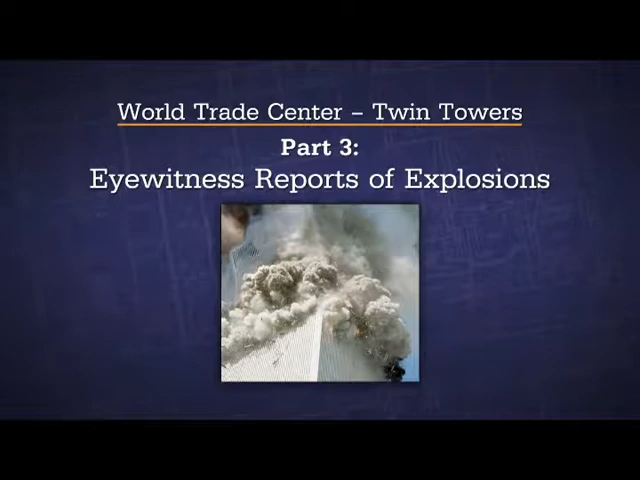 World Trade Center – Twin Towers
Part 3:
Eyewitness Reports of Explosions